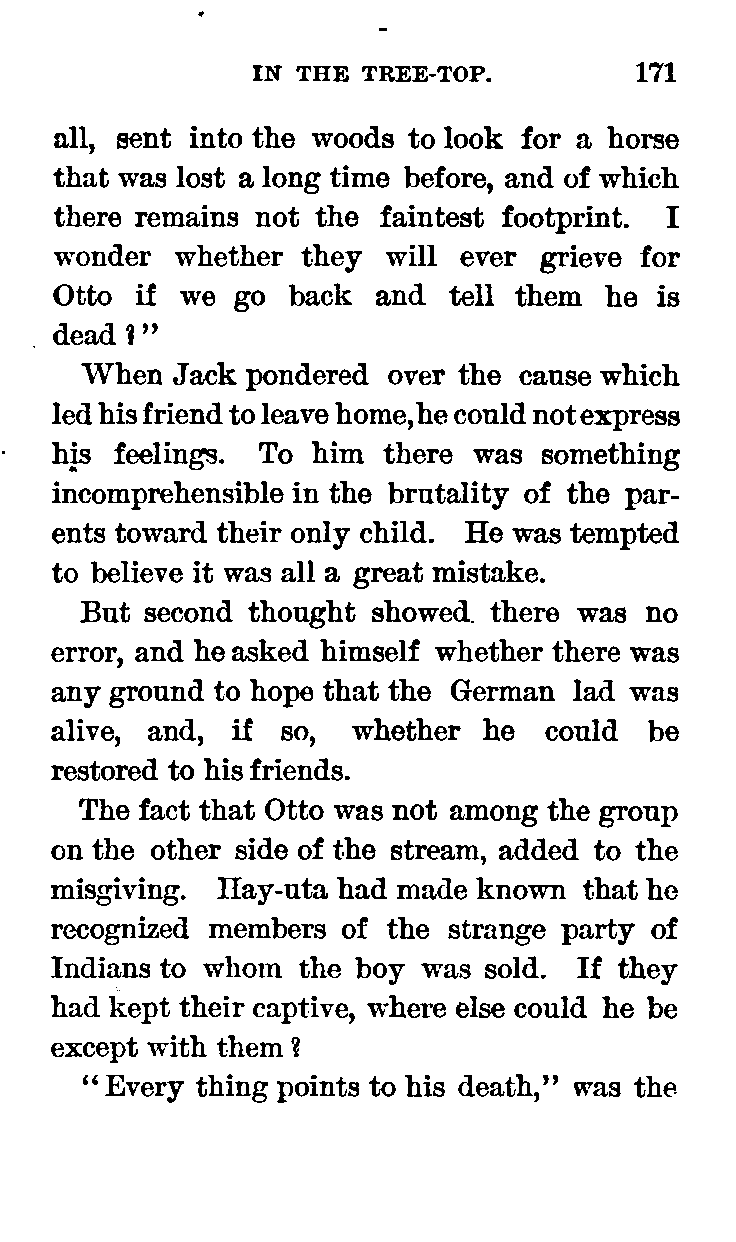 IN THE TREE-TOP. 171
all, sent into the woods to look for a horse
that was lost a long time before, and of which
there remains not the faintest footprint. I
wonder whether they will ever grieve for
Otto if we go back and tell them he is
dead?”
When Jack pondered over the cause which
led his friend to leave home, he could not express
his feelings. To him there was something
incomprehensible in the brutality of the par-
ents toward their only child. He was tempted
to believe it was all a great mistake.
But second thought showed there was no
error, and he asked himself whether there was
any ground to hope that the German lad was
alive, and, if so, whether he could be
restored to his friends.
The fact that Otto was not among the group
on the other side of the stream, added to the
misgiving. Hay-uta had made known that he
recognized members of the strange party of
Indians to whom the boy was sold. If they
had kept their captive, where else could he be
except with them?
“Every thing points to his death,” was the